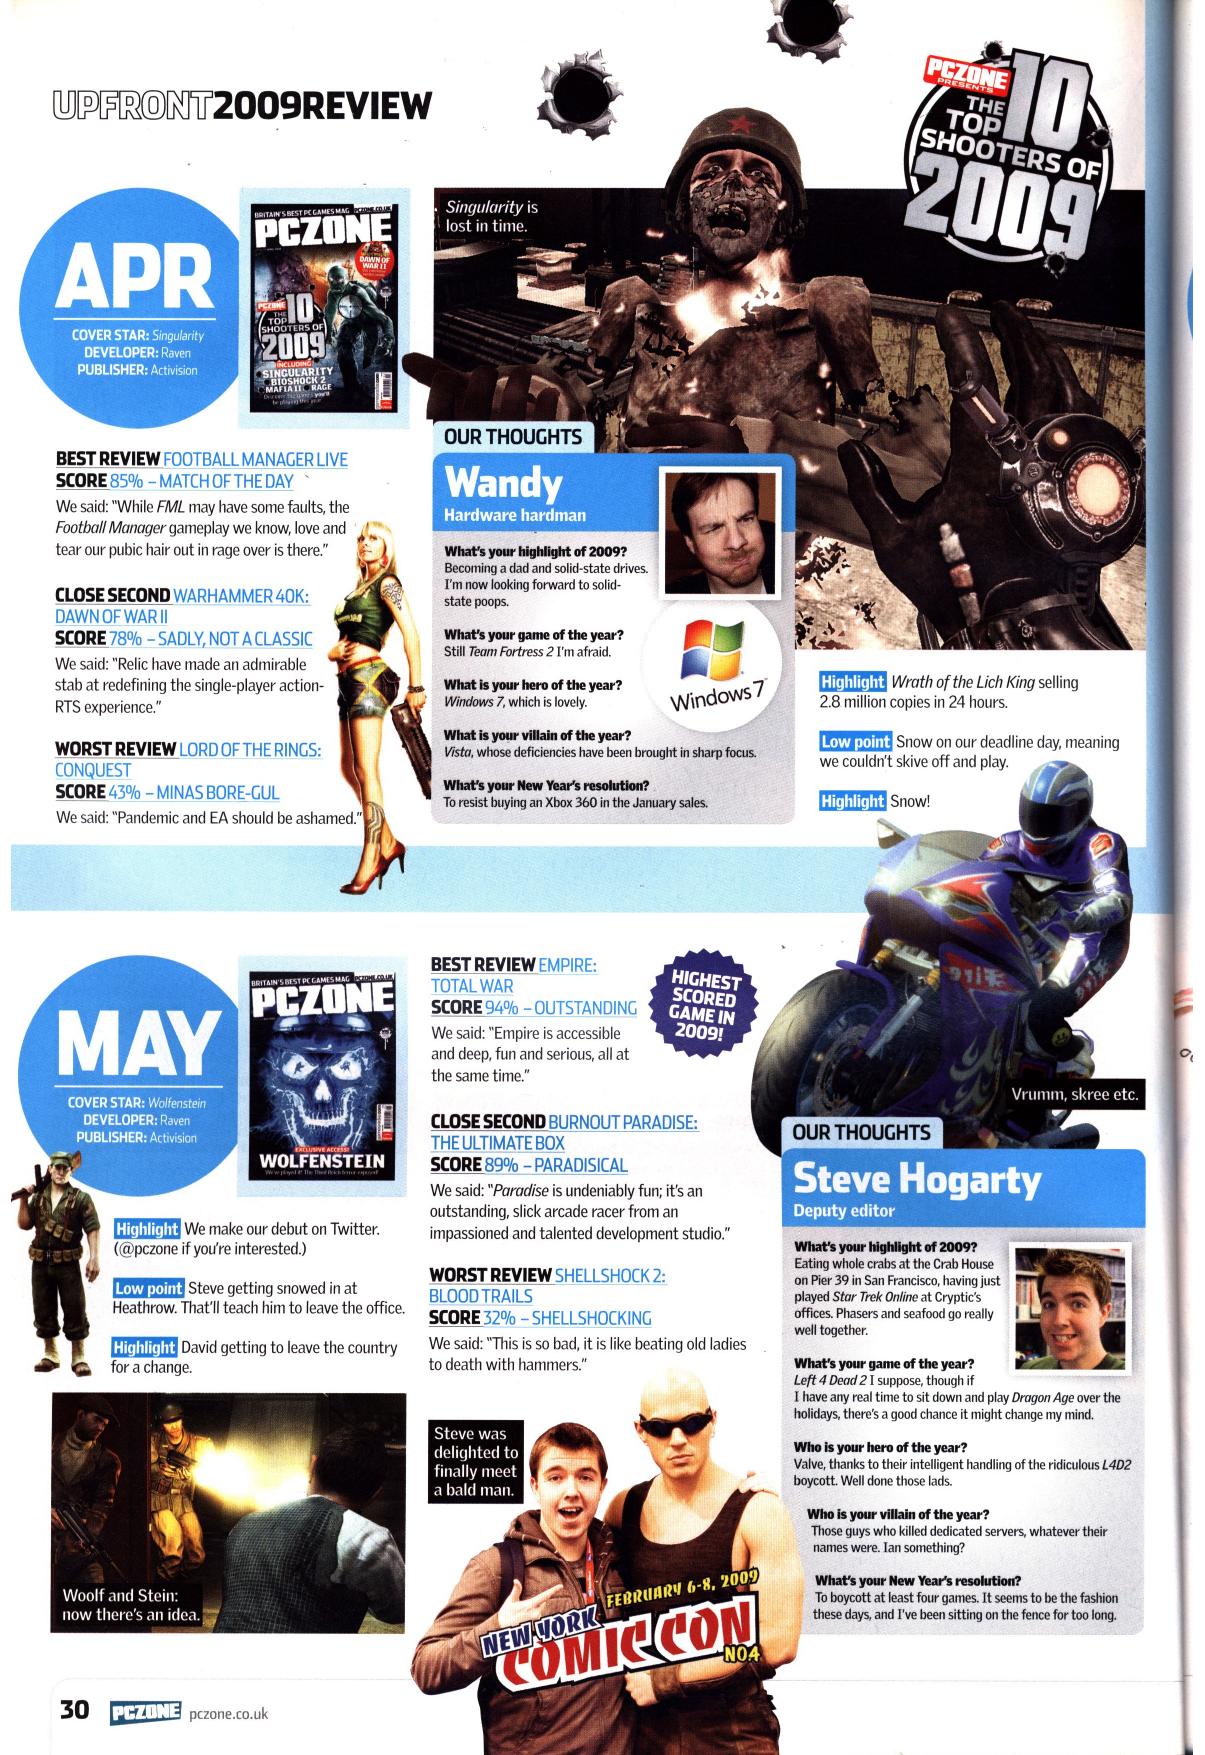 UPFRONT2009REVIEW
PCZONE
PRESENTS
THE
TOP 10
SHOOTERS OF
2009
APR
COVER STAR: Singularity
DEVELOPER: Raven
PUBLISHER: Activision
BRITAIN'S BEST PC GAMES MAG PCZONE.CO.UK
PCZONE
DAWN OF
WAR II
PCZONE
THE
TOP 10
SHOOTERS OF
2009
INCLUDING
SINGULARITY
BIOSHOCK 2
MAFIA II RAGE
Singularity is
lost in time.
BEST REVIEW FOOTBALL MANAGER LIVE
SCORE 85% – MATCH OF THE DAY
We said: "While FML may have some faults, the
Football Manager gameplay we know, love and
tear our pubic hair out in rage over is there."
CLOSE SECOND WARHAMMER 40K:
DAWN OF WAR II
SCORE 78% – SADLY, NOT A CLASSIC
We said: "Relic have made an admirable
stab at redefining the single-player action-
RTS experience."
WORST REVIEW LORD OF THE RINGS:
CONQUEST
SCORE 43% – MINAS BORE-GUL
We said: "Pandemic and EA should be ashamed."
OUR THOUGHTS
Wandy
Hardware hardman
What's your highlight of 2009?
Becoming a dad and solid-state drives.
I'm now looking forward to solid-
state poops.
What's your game of the year?
Still Team Fortress 2 I'm afraid.
What is your hero of the year?
Windows 7, which is lovely.
What is your villain of the year?
Vista, whose deficiencies have been brought in sharp focus.
What's your New Year's resolution?
To resist buying an Xbox 360 in the January sales.
Windows 7
Highlight Wrath of the Lich King selling
2.8 million copies in 24 hours.
Low point Snow on our deadline day, meaning
we couldn't skive off and play.
Highlight Snow!
MAY
COVER STAR: Wolfenstein
DEVELOPER: Raven
PUBLISHER: Activision
BRITAIN'S BEST PC GAMES MAG PCZONE.CO.UK
PCZONE
EXCLUSIVE ACCESS!
WOLFENSTEIN
Highlight We make our debut on Twitter.
(@pczone if you're interested.)
Low point Steve getting snowed in at
Heathrow. That'll teach him to leave the office.
Highlight David getting to leave the country
for a change.
Woolf and Stein:
now there's an idea.
BEST REVIEW EMPIRE:
TOTAL WAR
SCORE 94% – OUTSTANDING
We said: "Empire is accessible
and deep, fun and serious, all at
the same time."
HIGHEST
SCORED
GAME IN
2009!
CLOSE SECOND BURNOUT PARADISE:
THE ULTIMATE BOX
SCORE 89% – PARADISICAL
We said: "Paradise is undeniably fun; it's an
outstanding, slick arcade racer from an
impassioned and talented development studio."
WORST REVIEW SHELLSHOCK 2:
BLOOD TRAILS
SCORE 32% – SHELLSHOCKING
We said: "This is so bad, it is like beating old ladies
to death with hammers."
Steve was
delighted to
finally meet
a bald man.
FEBRUARY 6-8, 2009
NEW YORK
COMIC CON
NO4
Vrumm, skree etc.
OUR THOUGHTS
Steve Hogarty
Deputy editor
What's your highlight of 2009?
Eating whole crabs at the Crab House
on Pier 39 in San Francisco, having just
played Star Trek Online at Cryptic's
offices. Phasers and seafood go really
well together.
What's your game of the year?
Left 4 Dead 2 I suppose, though if
I have any real time to sit down and play Dragon Age over the
holidays, there's a good chance it might change my mind.
Who is your hero of the year?
Valve, thanks to their intelligent handling of the ridiculous L4D2
boycott. Well done those lads.
Who is your villain of the year?
Those guys who killed dedicated servers, whatever their
names were. Ian something?
What's your New Year's resolution?
To boycott at least four games. It seems to be the fashion
these days, and I've been sitting on the fence for too long.
30 PCZONE pczone.co.uk